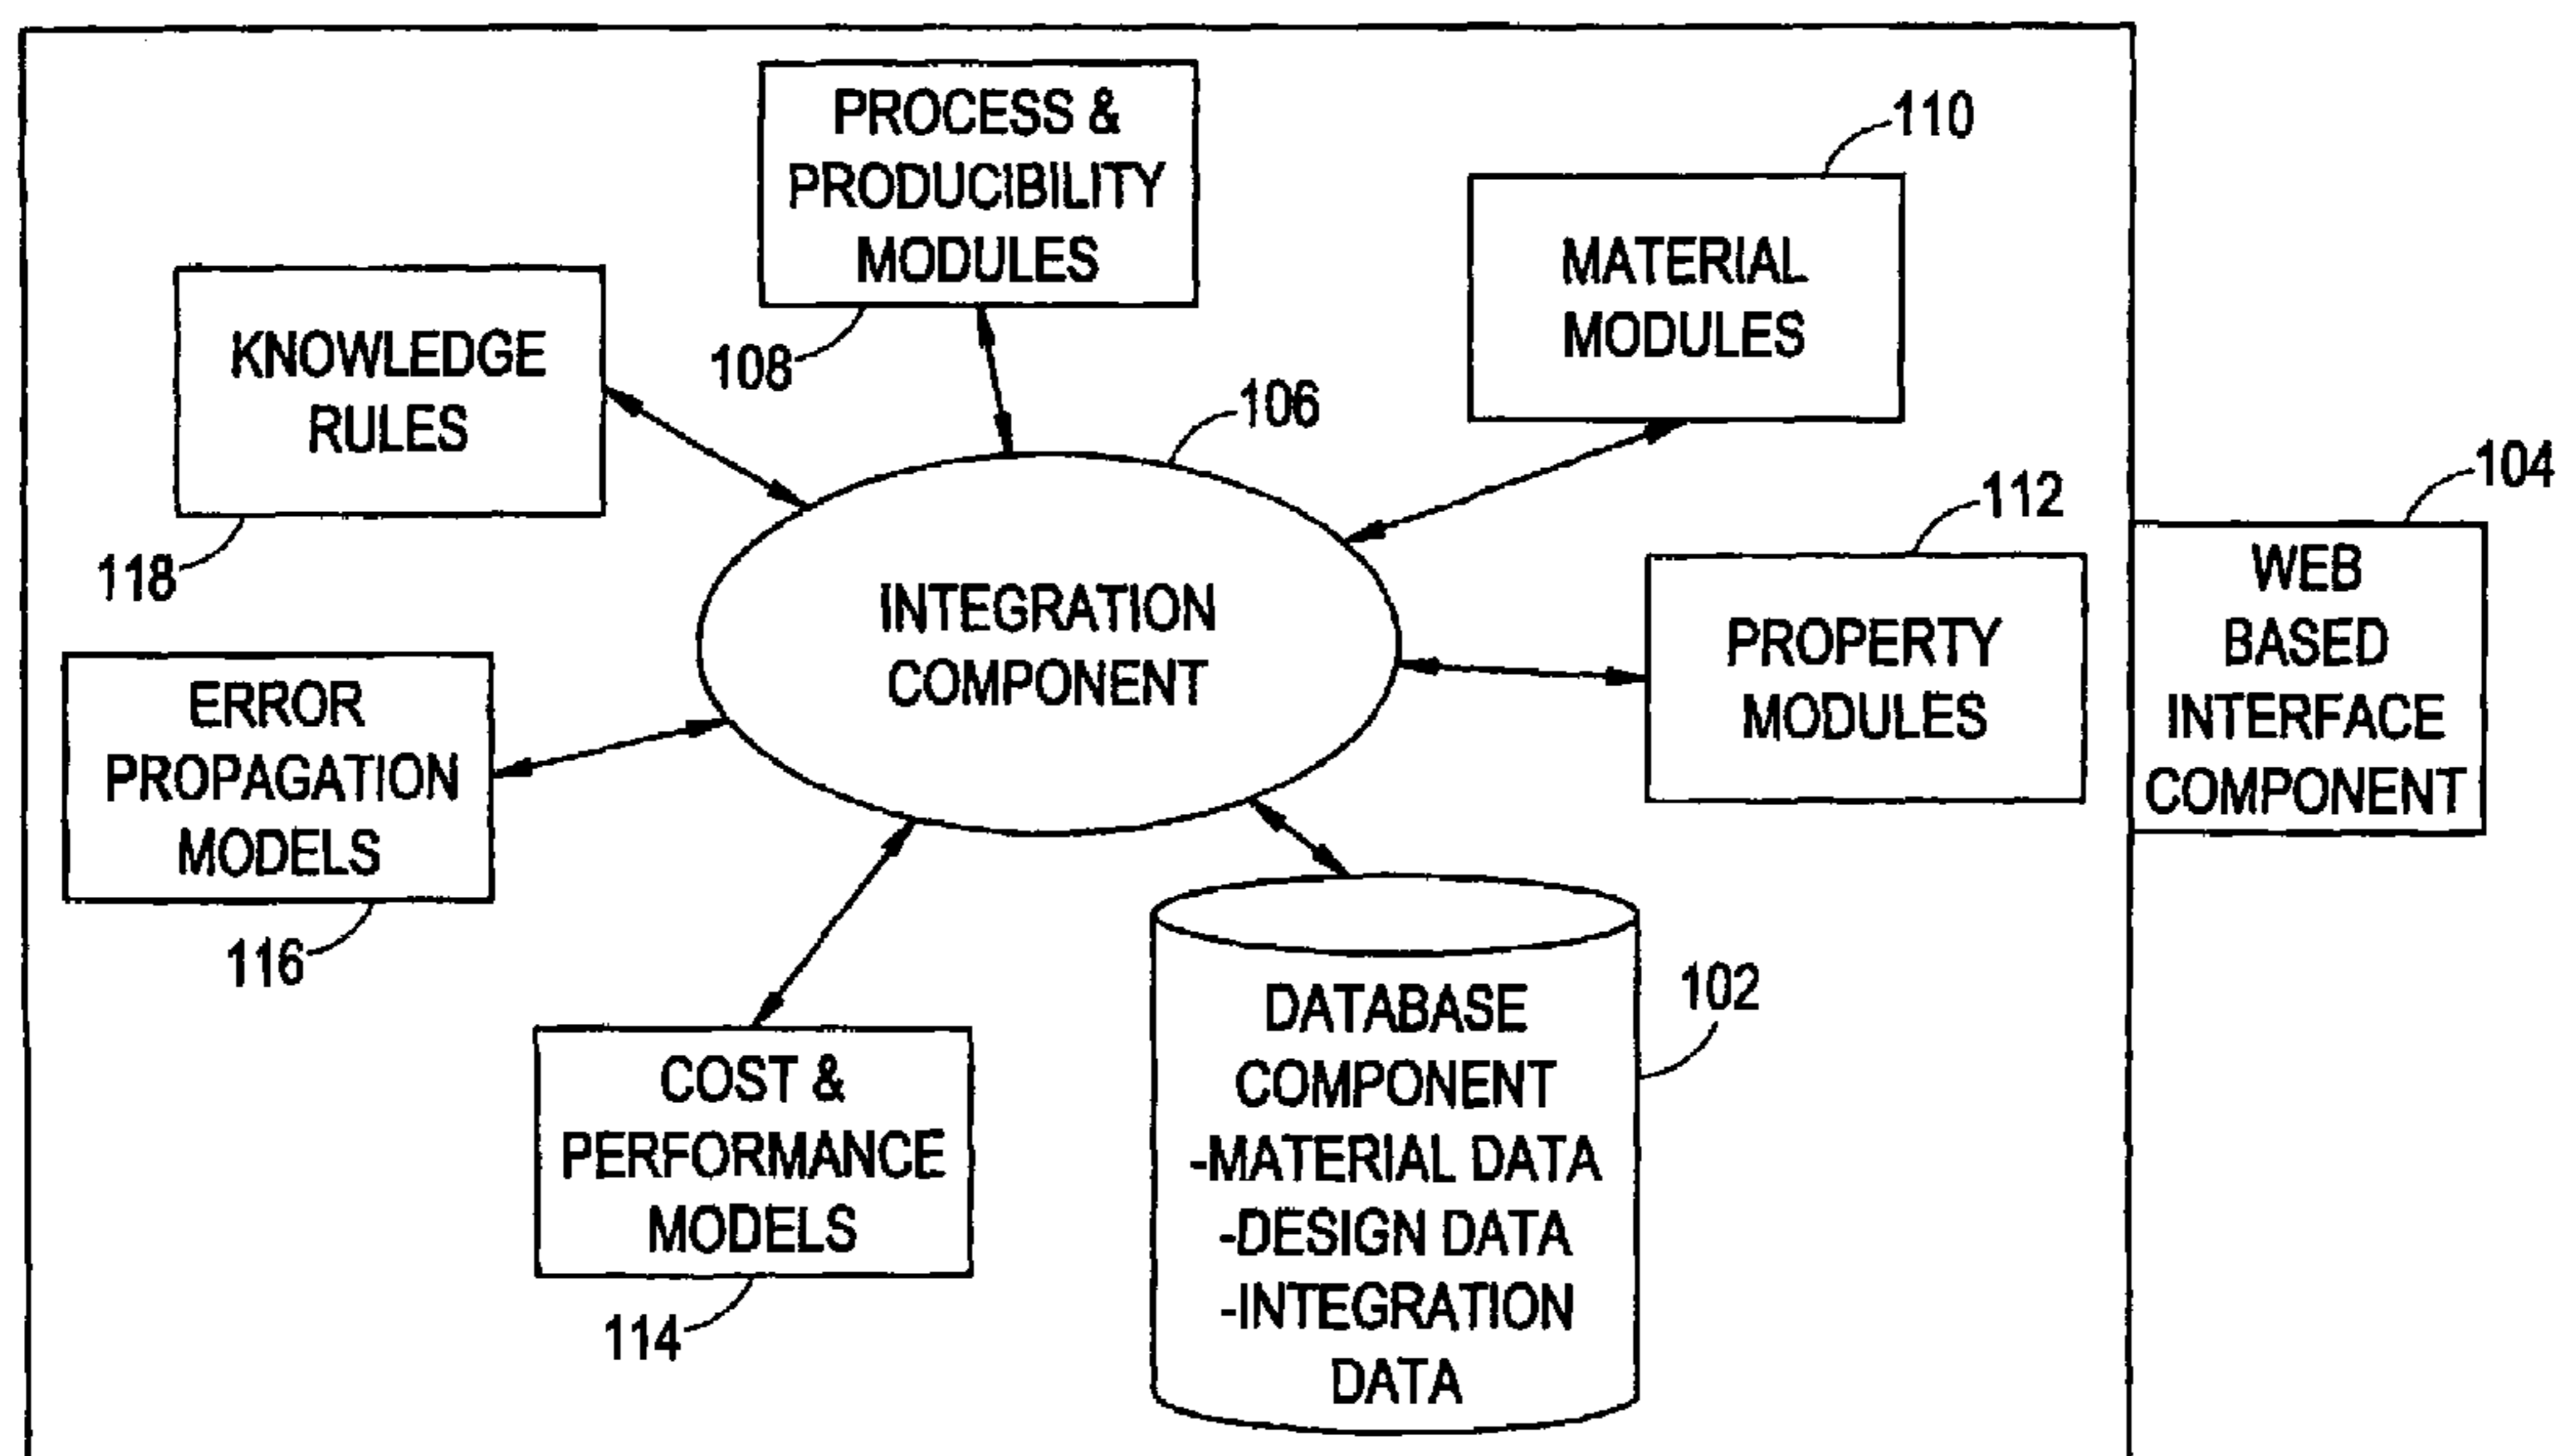 PROCESS &
PRODUCIBILITY
MODULES
108
110
MATERIAL
MODULES
KNOWLEDGE
RULES
118
106
INTEGRATION
COMPONENT
112
PROPERTY
MODULES
104
WEB
BASED
INTERFACE
COMPONENT
ERROR
PROPAGATION
MODELS
116
COST &
PERFORMANCE
MODELS
114
102
DATABASE
COMPONENT
-MATERIAL DATA
-DESIGN DATA
-INTEGRATION
DATA